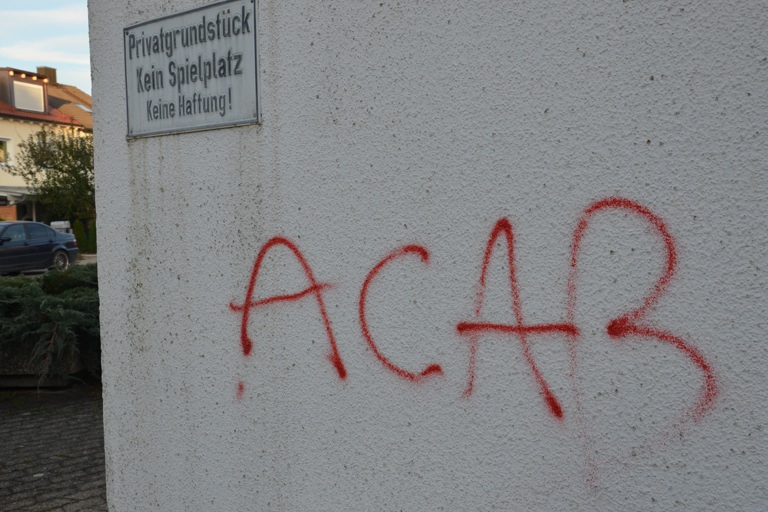 Privatgrundstück
Kein Spielplatz
Keine Haftung!
ACAB